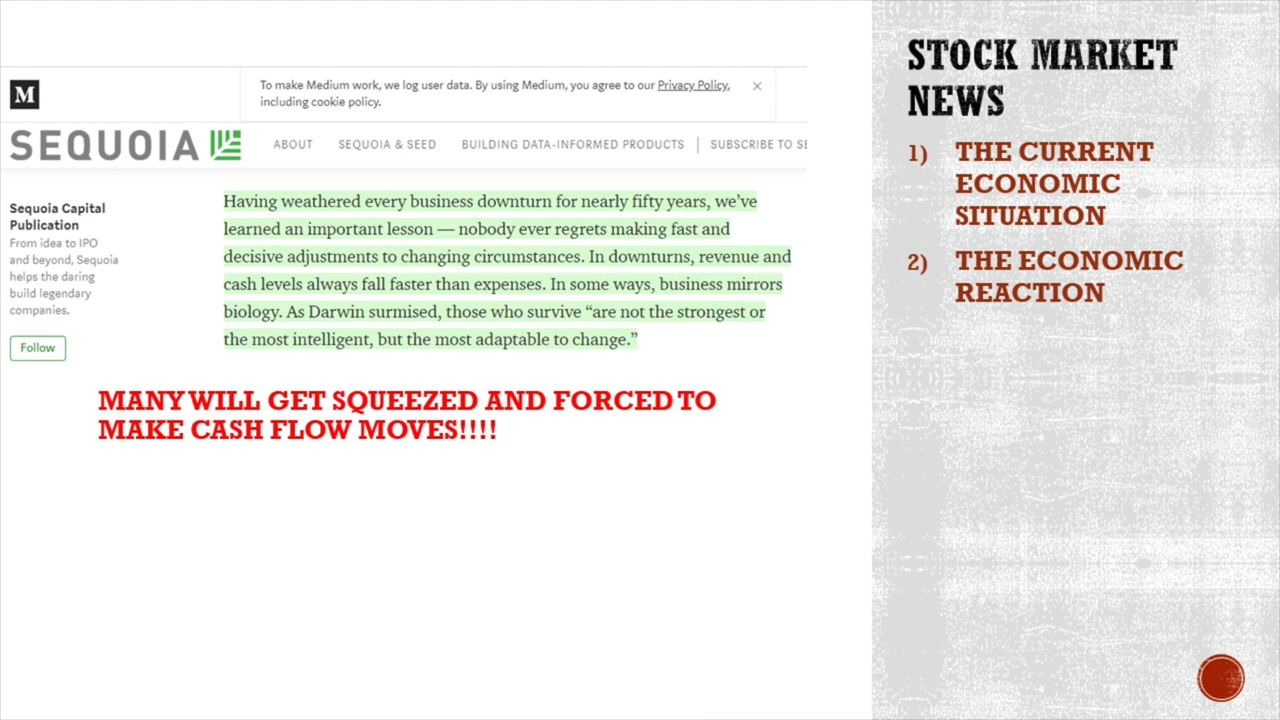 M
To make Medium work, we log user data. By using Medium, you agree to our Privacy Policy,
including cookie policy.
SEQUOIA
ABOUT SEQUOIA & SEED BUILDING DATA-INFORMED PRODUCTS SUBSCRIBE TO SE
Sequoia Capital
Publication
From idea to IPO
and beyond, Sequoia
helps the daring
build legendary
companies.
Follow
Having weathered every business downturn for nearly fifty years, we’ve
learned an important lesson — nobody ever regrets making fast and
decisive adjustments to changing circumstances. In downturns, revenue and
cash levels always fall faster than expenses. In some ways, business mirrors
biology. As Darwin surmised, those who survive “are not the strongest or
the most intelligent, but the most adaptable to change.”
MANY WILL GET SQUEEZED AND FORCED TO
MAKE CASH FLOW MOVES!!!!
STOCK MARKET
NEWS
1) THE CURRENT
ECONOMIC
SITUATION
2) THE ECONOMIC
REACTION